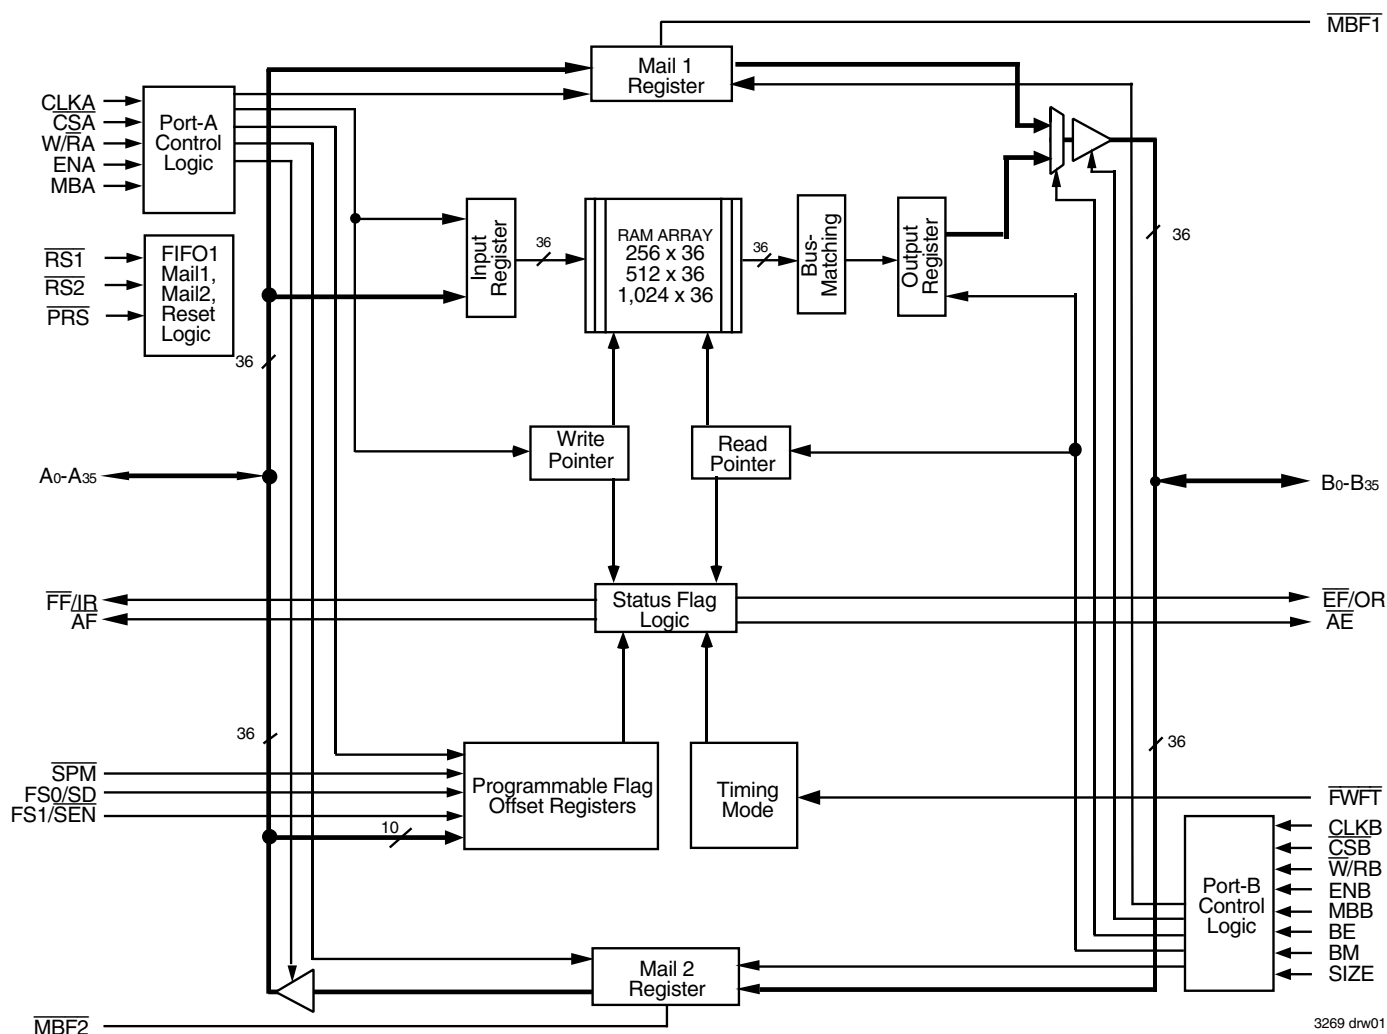 MBF1
Mail 1
Register
CLKA
CSA
W/RA
ENA
MBA
Port-A
Control
Logic
RS1
RS2
PRS
FIFO1
Mail1,
Mail2,
Reset
Logic
36
Input
Register
36
RAM ARRAY
256 x 36
512 x 36
1,024 x 36
36
Bus-
Matching
Output
Register
36
Write
Pointer
Read
Pointer
A0-A35
B0-B35
FF/IR
AF
Status Flag
Logic
EF/OR
AE
36
36
SPM
FS0/SD
FS1/SEN
10
Programmable Flag
Offset Registers
Timing
Mode
FWFT
CLKB
CSB
W/RB
ENB
MBB
BE
BM
SIZE
Port-B
Control
Logic
Mail 2
Register
MBF2
3269 drw01